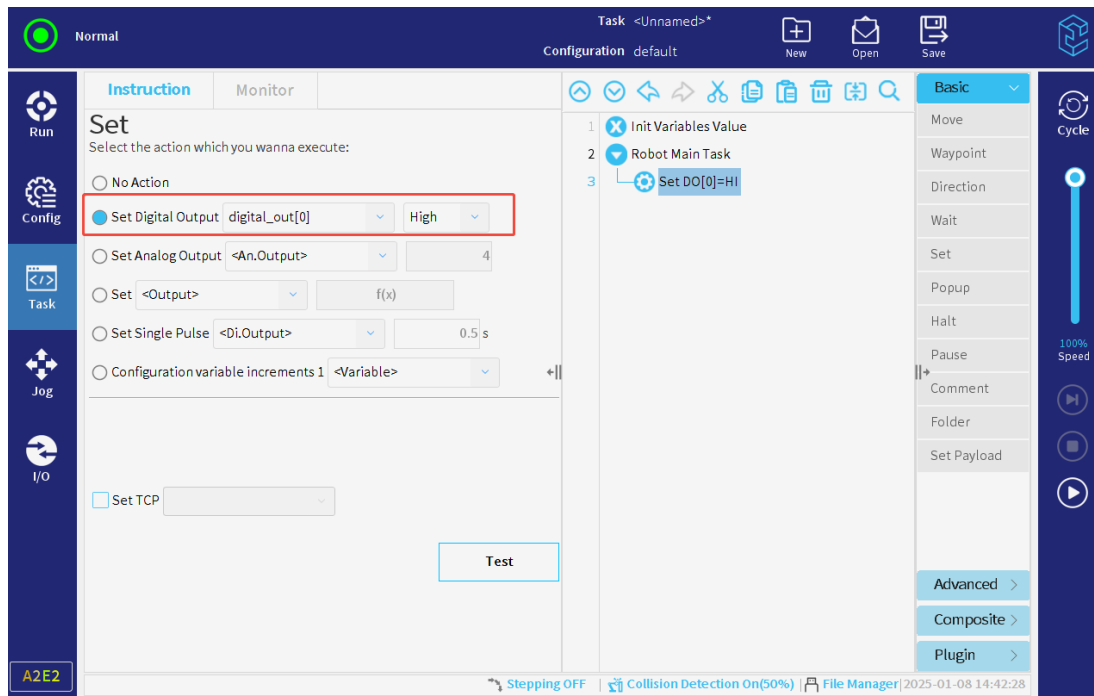 Normal
Task <Unnamed>*
Configuration default
New
Open
Save
Run
Config
Task
Jog
I/O
A2E2
Instruction Monitor
Set
Select the action which you wanna execute:
No Action
Set Digital Output digital_out[0] High
Set Analog Output <An.Output> 4
Set <Output> f(x)
Set Single Pulse <Di.Output> 0.5 s
Configuration variable increments 1 <Variable>
Set TCP
Test
1 Init Variables Value
2 Robot Main Task
3 Set DO[0]=HI
Basic
Move
Waypoint
Direction
Wait
Set
Popup
Halt
Pause
Comment
Folder
Set Payload
Advanced >
Composite >
Plugin >
Cycle
100%
Speed
Stepping OFF | Collision Detection On(50%) | File Manager|2025-01-08 14:42:28